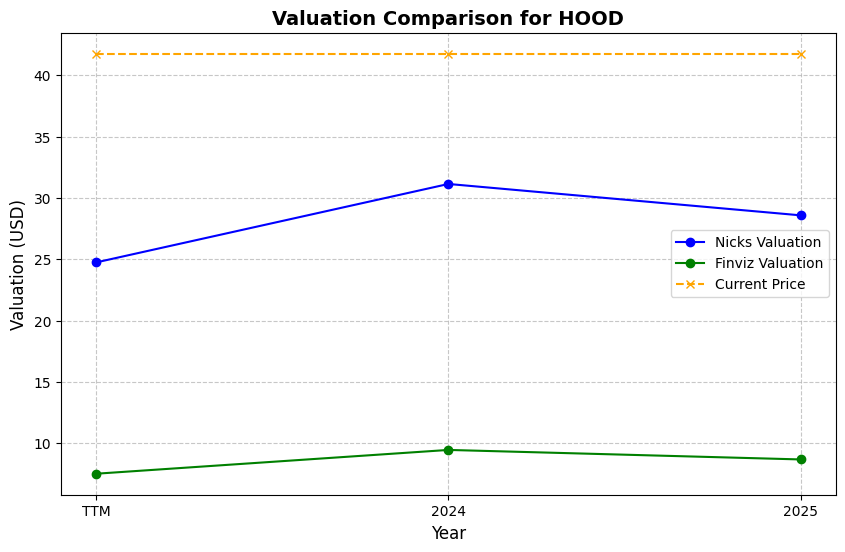 Valuation Comparison for HOOD
Valuation (USD)
40
35
30
25
20
15
10
Nicks Valuation
Finviz Valuation
Current Price
TTM
2024
2025
Year